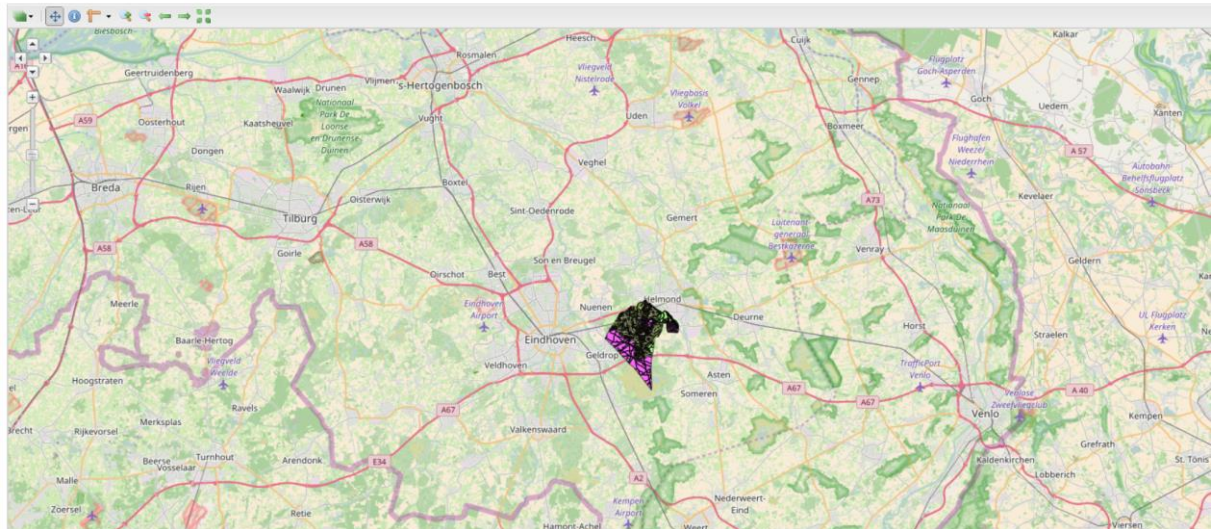 Biesbosch
Heesch
Cuijk
Kalkar
Rosmalen
Geertruidenberg
Vlijmen
's-Hertogenbosch
Vliegveld
Nistelrode
Gennep
Flugplatz
Goch-Asperden
Drunen
Waalwijk
Goch
Uedem
Xanten
Vliegbasis
Volkel
Nationaal
Park De
Loonse
en Drunense
Duinen
A59
Oosterhout
Kaatsheuvel
Vught
Uden
Boxmeer
Flughafen
Weeze/
Niederrhein
A 57
Dongen
Veghel
Autobahn-
Behelfsflugplatz
Sonsbeck
Breda
Rijen
Boxtel
Oisterwijk
Kevelaer
Tilburg
Sint-Oedenrode
Gemert
Luitenant-
generaal
Bestkazerne
A73
Nationaal
Park De
Maasduinen
A58
A58
Goirle
Venray
Geldern
Son en Breugel
Oirschot
Best
Meerle
Eindhoven
Airport
Nuenen
Helmond
Deurne
UL Flugplatz
Kerken
Horst
Straelen
Baarle-Hertog
Eindhoven
Geldrop
Vliegveld
Weelde
Veldhoven
TrafficPort
Venlo
Hoogstraten
Asten
A67
A67
A67
A 40
Someren
Venlose
Zweefvliegclub
Ravels
Venlo
Kempen
Merksplas
Rijkevorsel
Valkenswaard
Grefrath
Turnhout
Arendonk
Beerse
Vosselaar
E34
Kaldenkirchen
St. Tönis
Lobberich
Malle
A2
Zoersel
Kempen
Airport
Nederweert-
Eind
Retie
Hamont-Achel
Weert
Viersen